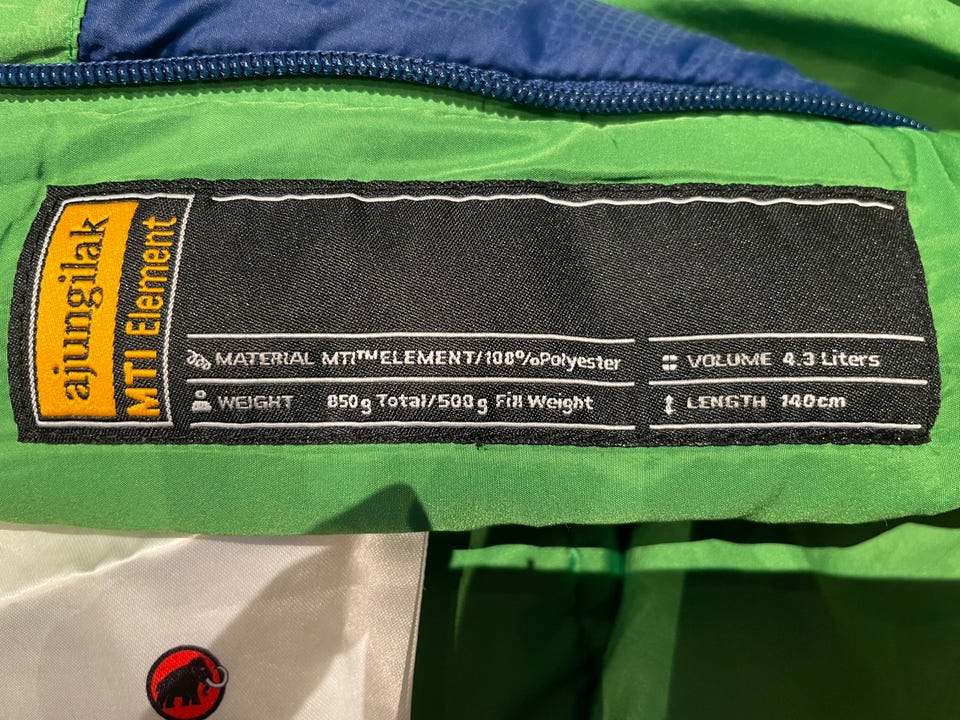 ajungilak
MTI Element
MATERIAL MTI™ELEMENT/100%Polyester
VOLUME 4.3 Liters
WEIGHT 850g Total/500g Fill Weight
LENGTH 140cm